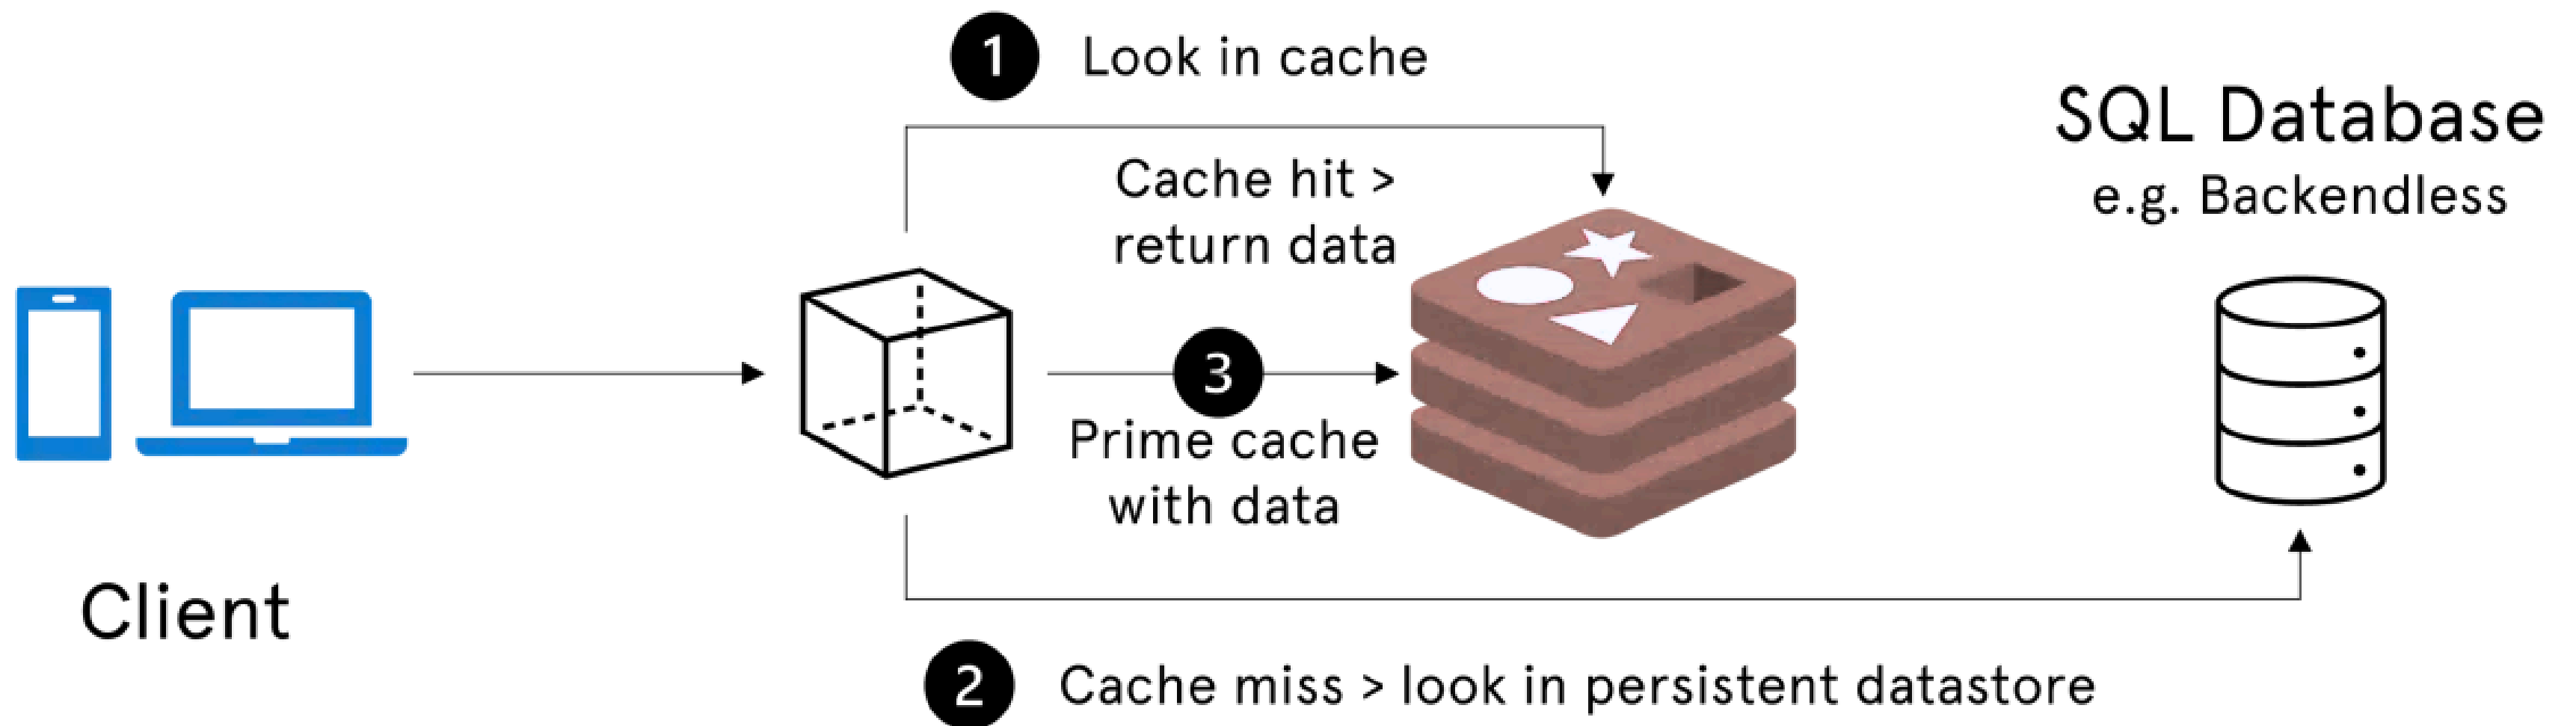 1 Look in cache
Cache hit >
return data
SQL Database
e.g. Backendless
3
Prime cache
with data
Client
2 Cache miss > look in persistent datastore